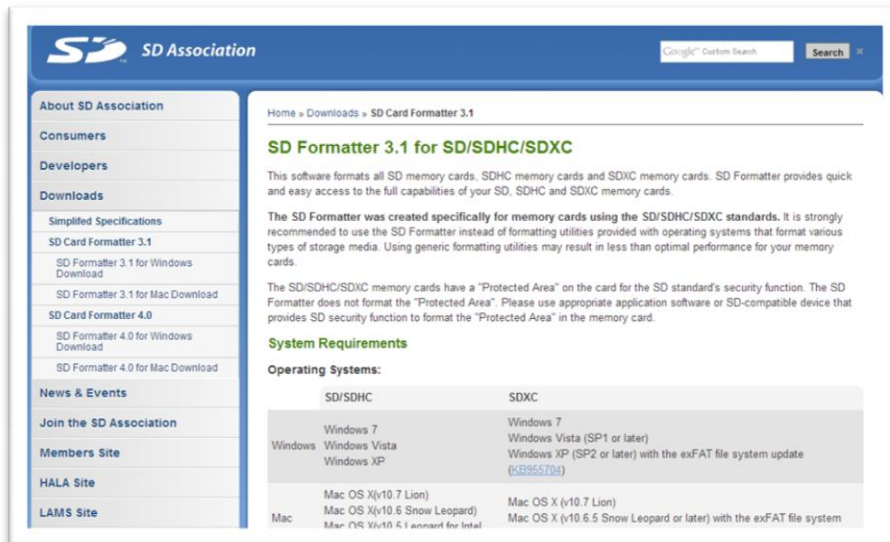 SD Association
Google™ Custom Search
Search ×
About SD Association
Consumers
Developers
Downloads
Simplifed Specifications
SD Card Formatter 3.1
SD Formatter 3.1 for Windows
Download
SD Formatter 3.1 for Mac Download
SD Card Formatter 4.0
SD Formatter 4.0 for Windows
Download
SD Formatter 4.0 for Mac Download
News & Events
Join the SD Association
Members Site
HALA Site
LAMS Site
Home » Downloads » SD Card Formatter 3.1
SD Formatter 3.1 for SD/SDHC/SDXC
This software formats all SD memory cards, SDHC memory cards and SDXC memory cards. SD Formatter provides quick
and easy access to the full capabilities of your SD, SDHC and SDXC memory cards.
The SD Formatter was created specifically for memory cards using the SD/SDHC/SDXC standards. It is strongly
recommended to use the SD Formatter instead of formatting utilities provided with operating systems that format various
types of storage media. Using generic formatting utilities may result in less than optimal performance for your memory
cards.
The SD/SDHC/SDXC memory cards have a "Protected Area" on the card for the SD standard's security function. The SD
Formatter does not format the "Protected Area". Please use appropriate application software or SD-compatible device that
provides SD security function to format the "Protected Area" in the memory card.
System Requirements
Operating Systems:
SD/SDHC SDXC
Windows
Windows 7
Windows Vista
Windows XP
Windows 7
Windows Vista (SP1 or later)
Windows XP (SP2 or later) with the exFAT file system update
(KB955704)
Mac
Mac OS X(v10.7 Lion)
Mac OS X(v10.6 Snow Leopard)
Mac OS X(v10.5 Leopard for Intel
Mac OS X (v10.7 Lion)
Mac OS X (v10.6.5 Snow Leopard or later) with the exFAT file system